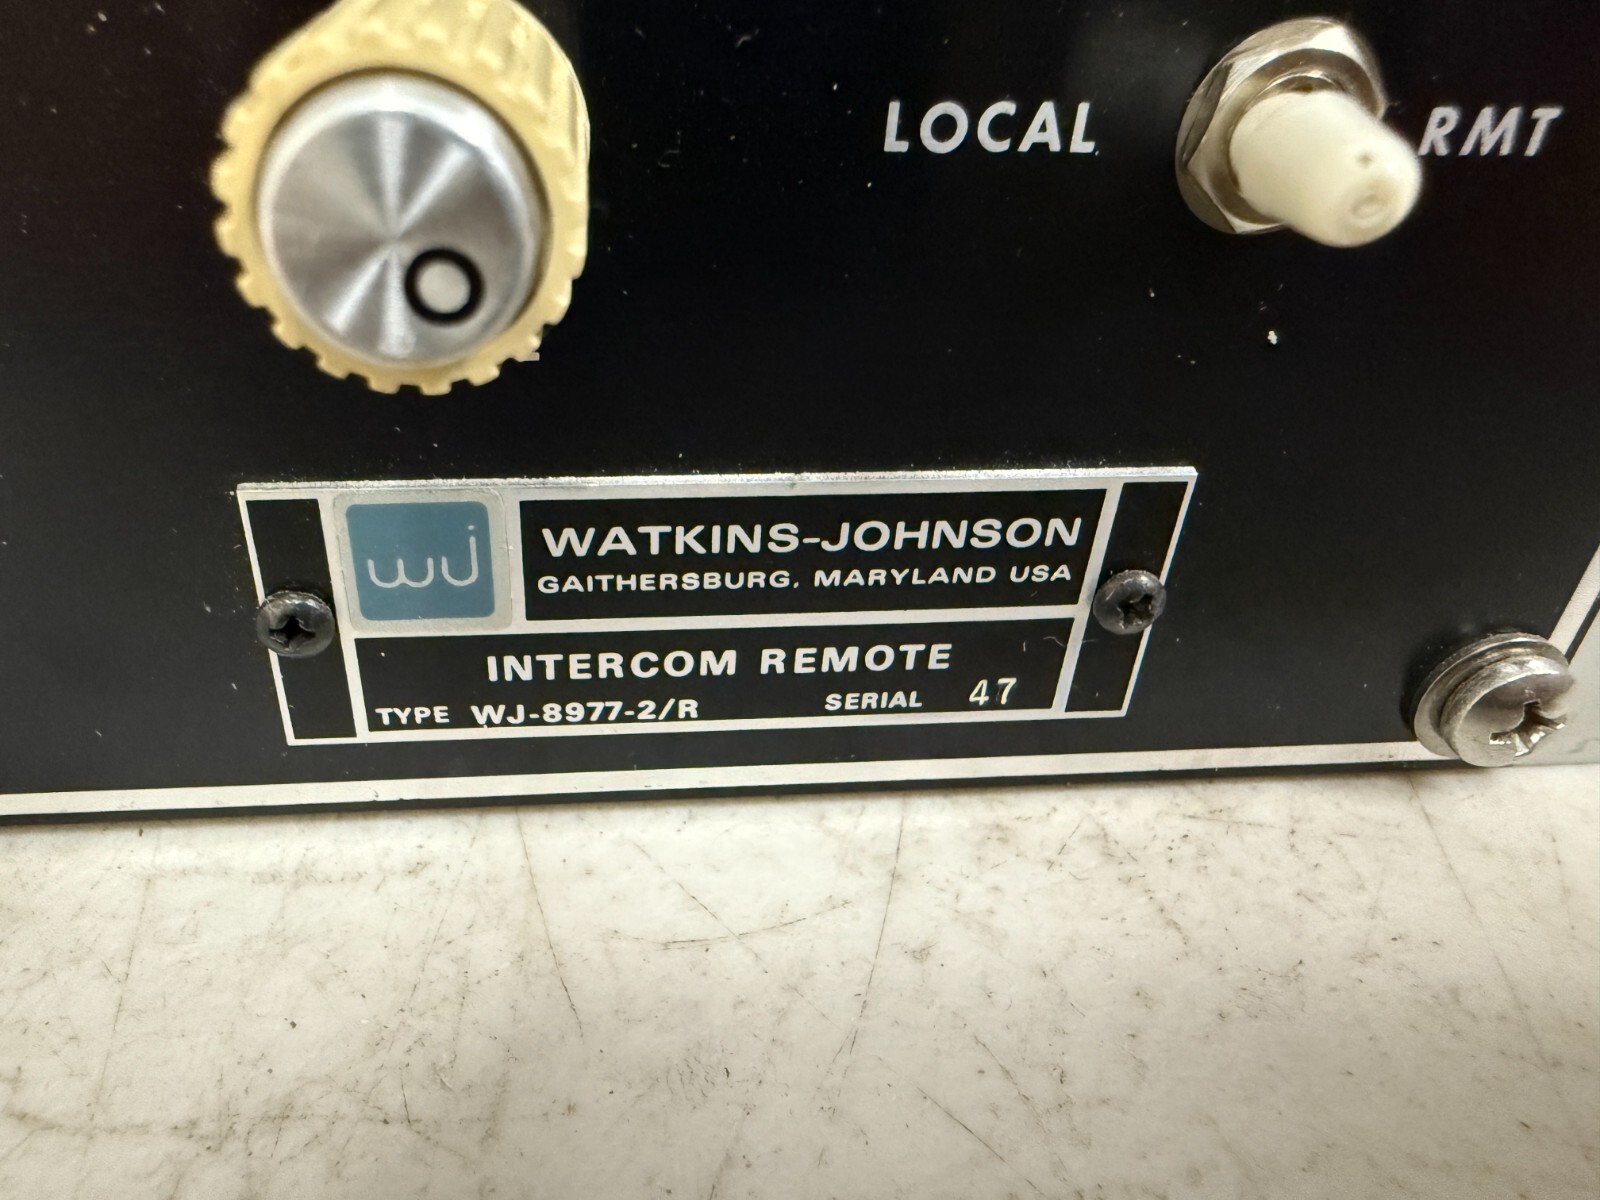 LOCAL RMT
wj
WATKINS-JOHNSON
GAITHERSBURG, MARYLAND USA
INTERCOM REMOTE
TYPE WJ-8977-2/R SERIAL 47